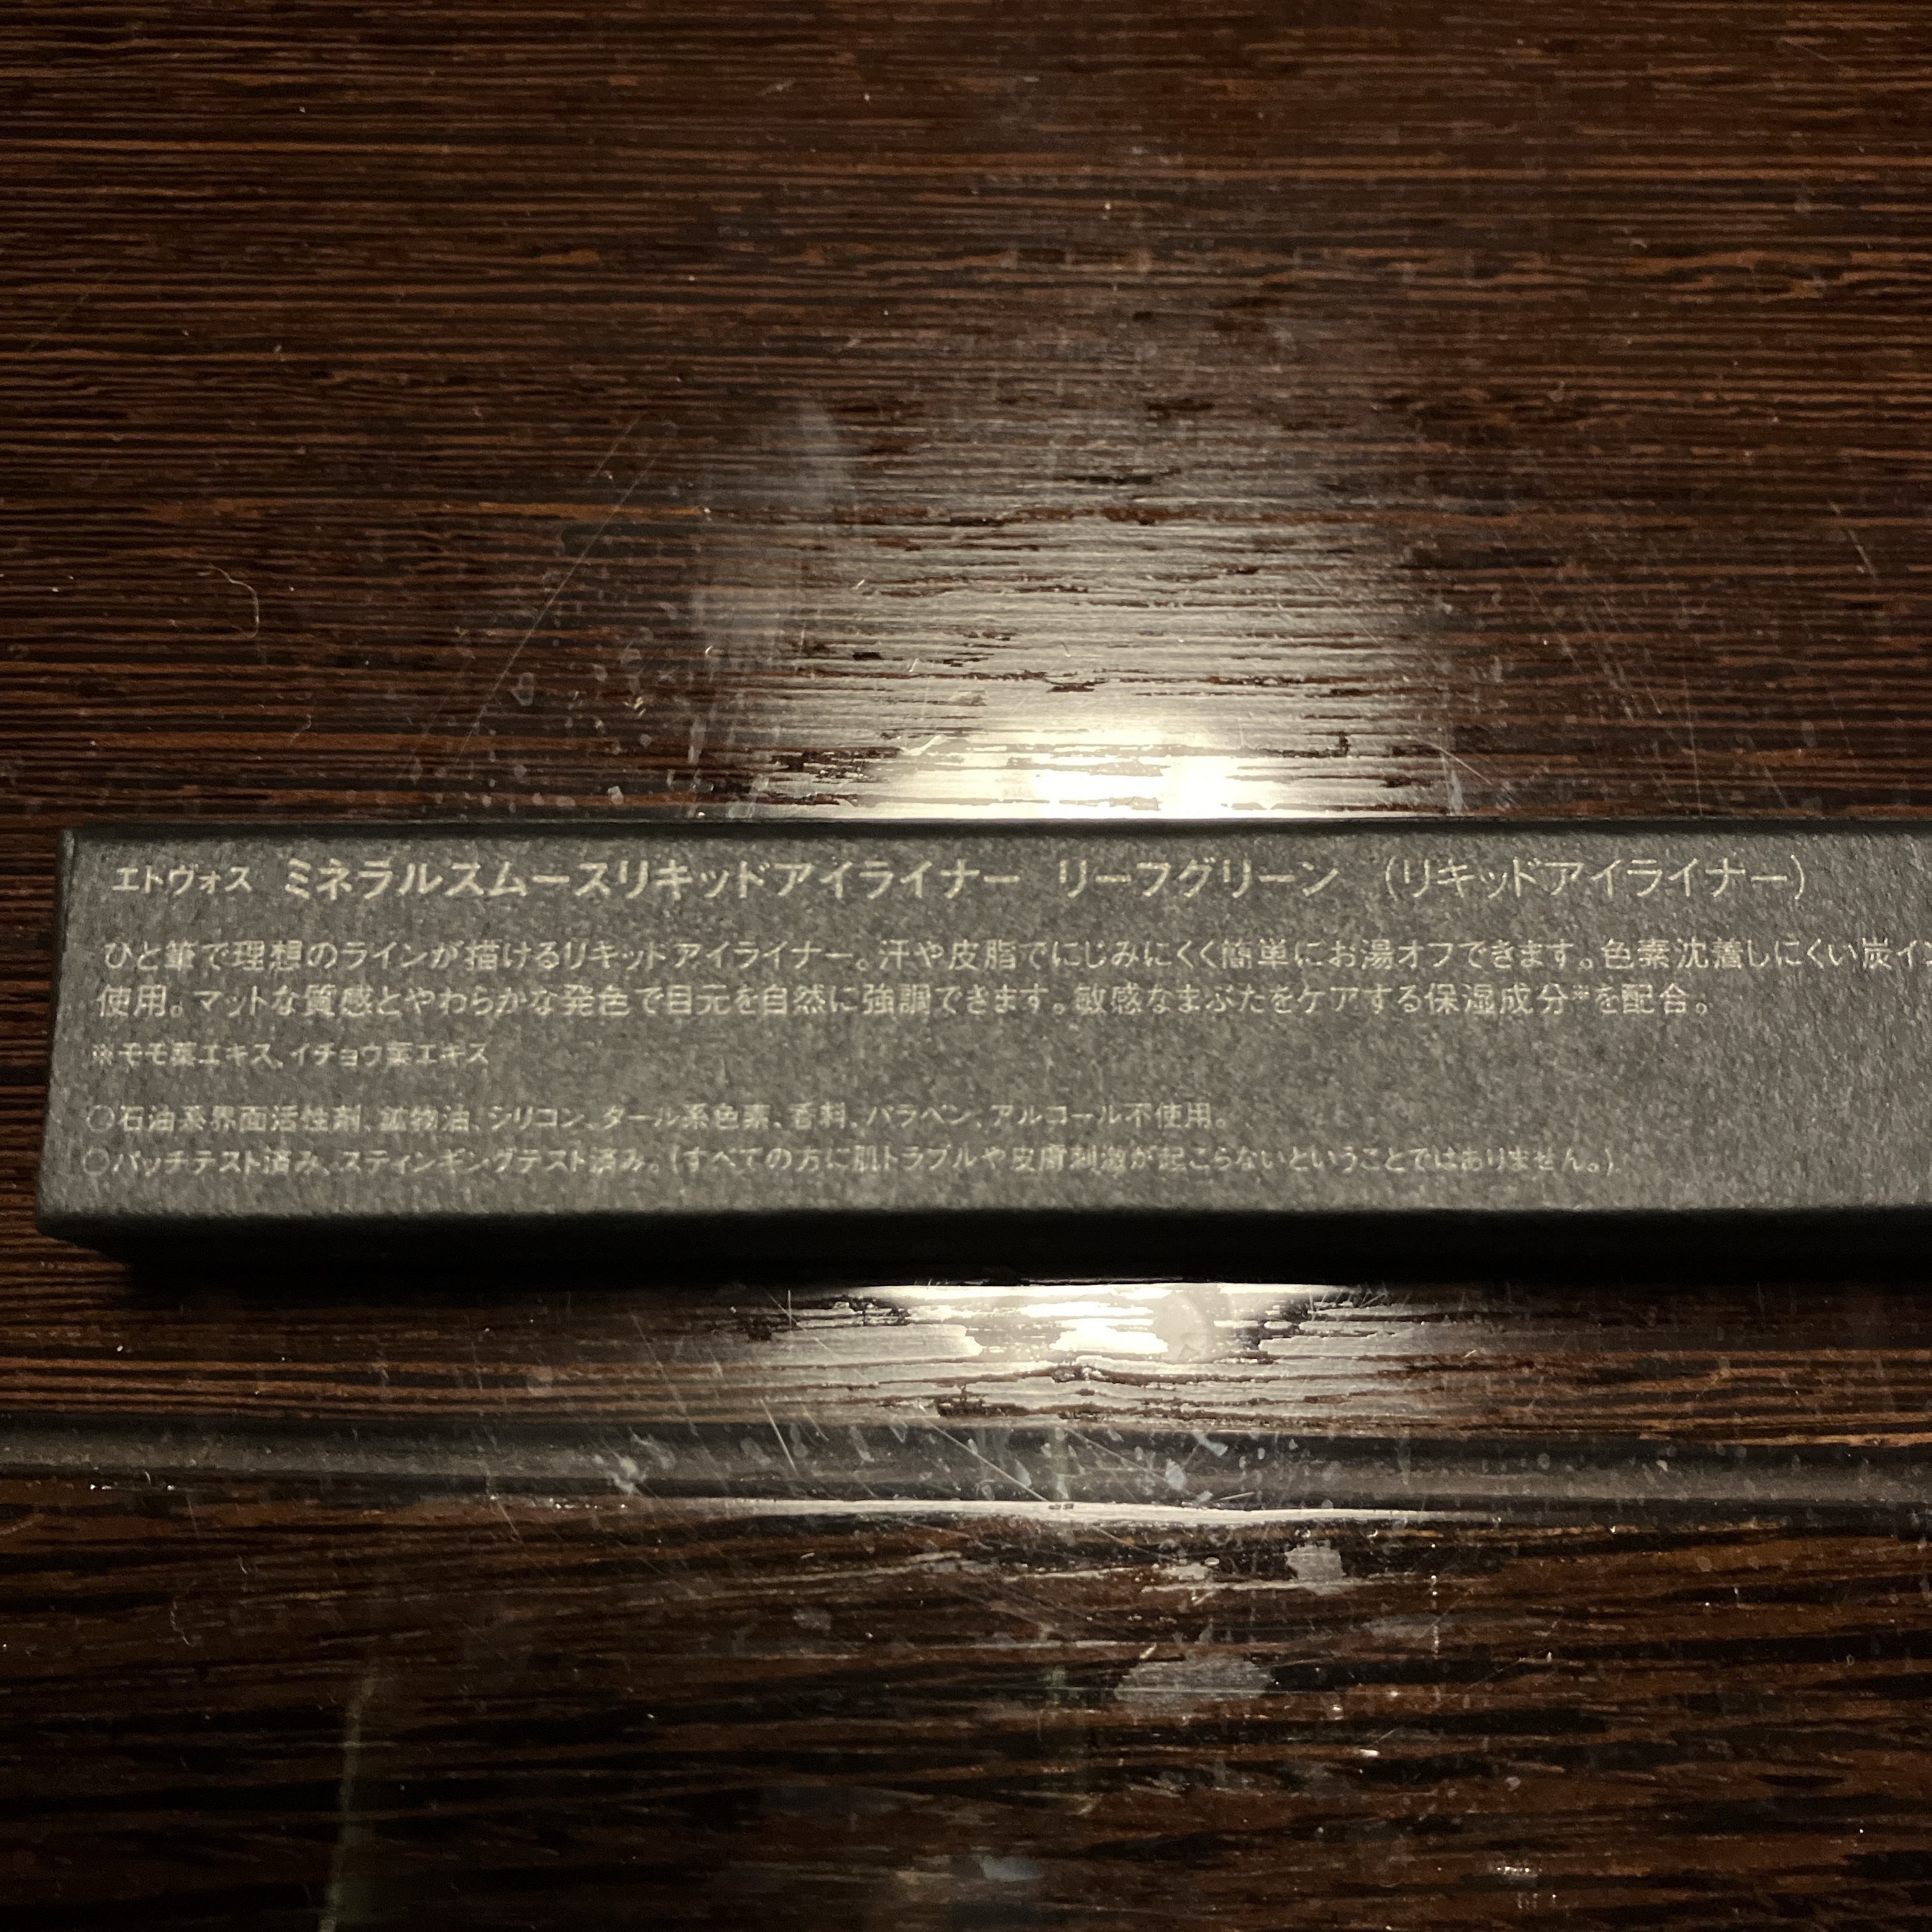 エトヴォス ミネラルスムースリキッドアイライナー リーフグリーン (リキッドアイライナー)
ひと筆で理想のラインが描けるリキッドアイライナー。汗や皮脂でにじみにくく簡単にお湯オフできます。色素沈着しにくい炭イ
使用。マットな質感とやわらかな発色で目元を自然に強調できます。敏感なまぶたをケアする保湿成分※を配合。
※モモ葉エキス、イチョウ葉エキス
○石油系界面活性剤、鉱物油、シリコン、タール系色素、香料、パラベン、アルコール不使用。
○パッチテスト済み、スティンギングテスト済み。(すべての方に肌トラブルや皮膚刺激が起こらないということではありません。)